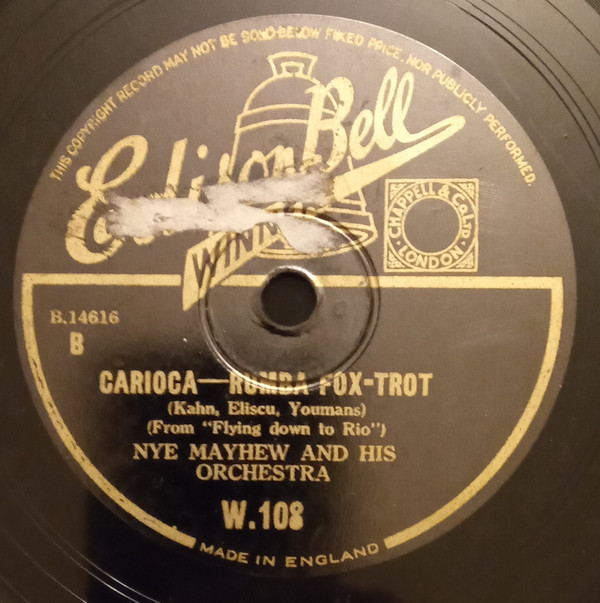 THIS COPYRIGHT RECORD MAY NOT BE SOLD BELOW FIXED PRICE, NOR PUBLICLY PERFORMED.
Edison Bell
WINNER
CHAPPELL & Co LTD
LONDON
B.14616
B
CARIOCA—RUMBA FOX-TROT
(Kahn, Eliscu, Youmans)
(From "Flying down to Rio")
NYE MAYHEW AND HIS
ORCHESTRA
W.108
MADE IN ENGLAND